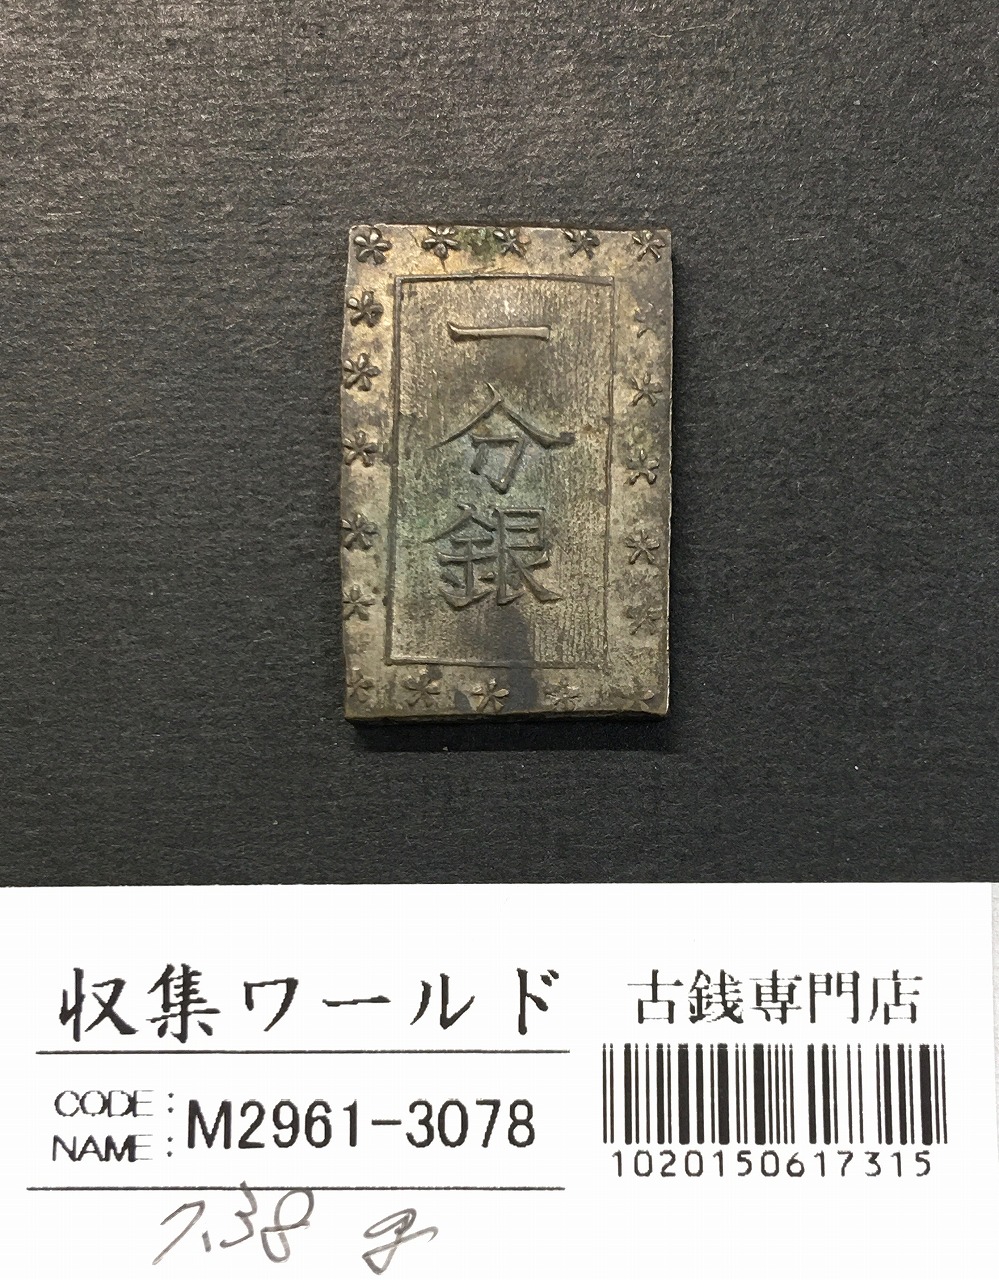 一
分
銀
収集ワールド
古銭専門店
CODE:
NAME:
M2961-3078
1020150617315
7.38 g